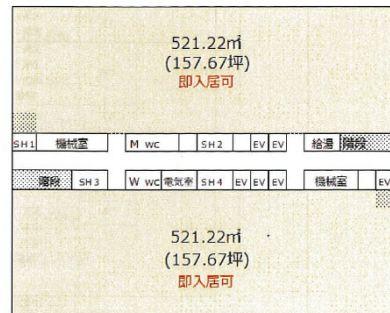 521.22㎡
(157.67坪)
即入居可
SH1 機械室 M WC SH2 EV EV 給湯 階段
階段 SH3 W WC 電気室 SH4 EV EV EV 機械室 EV
521.22㎡
(157.67坪)
即入居可